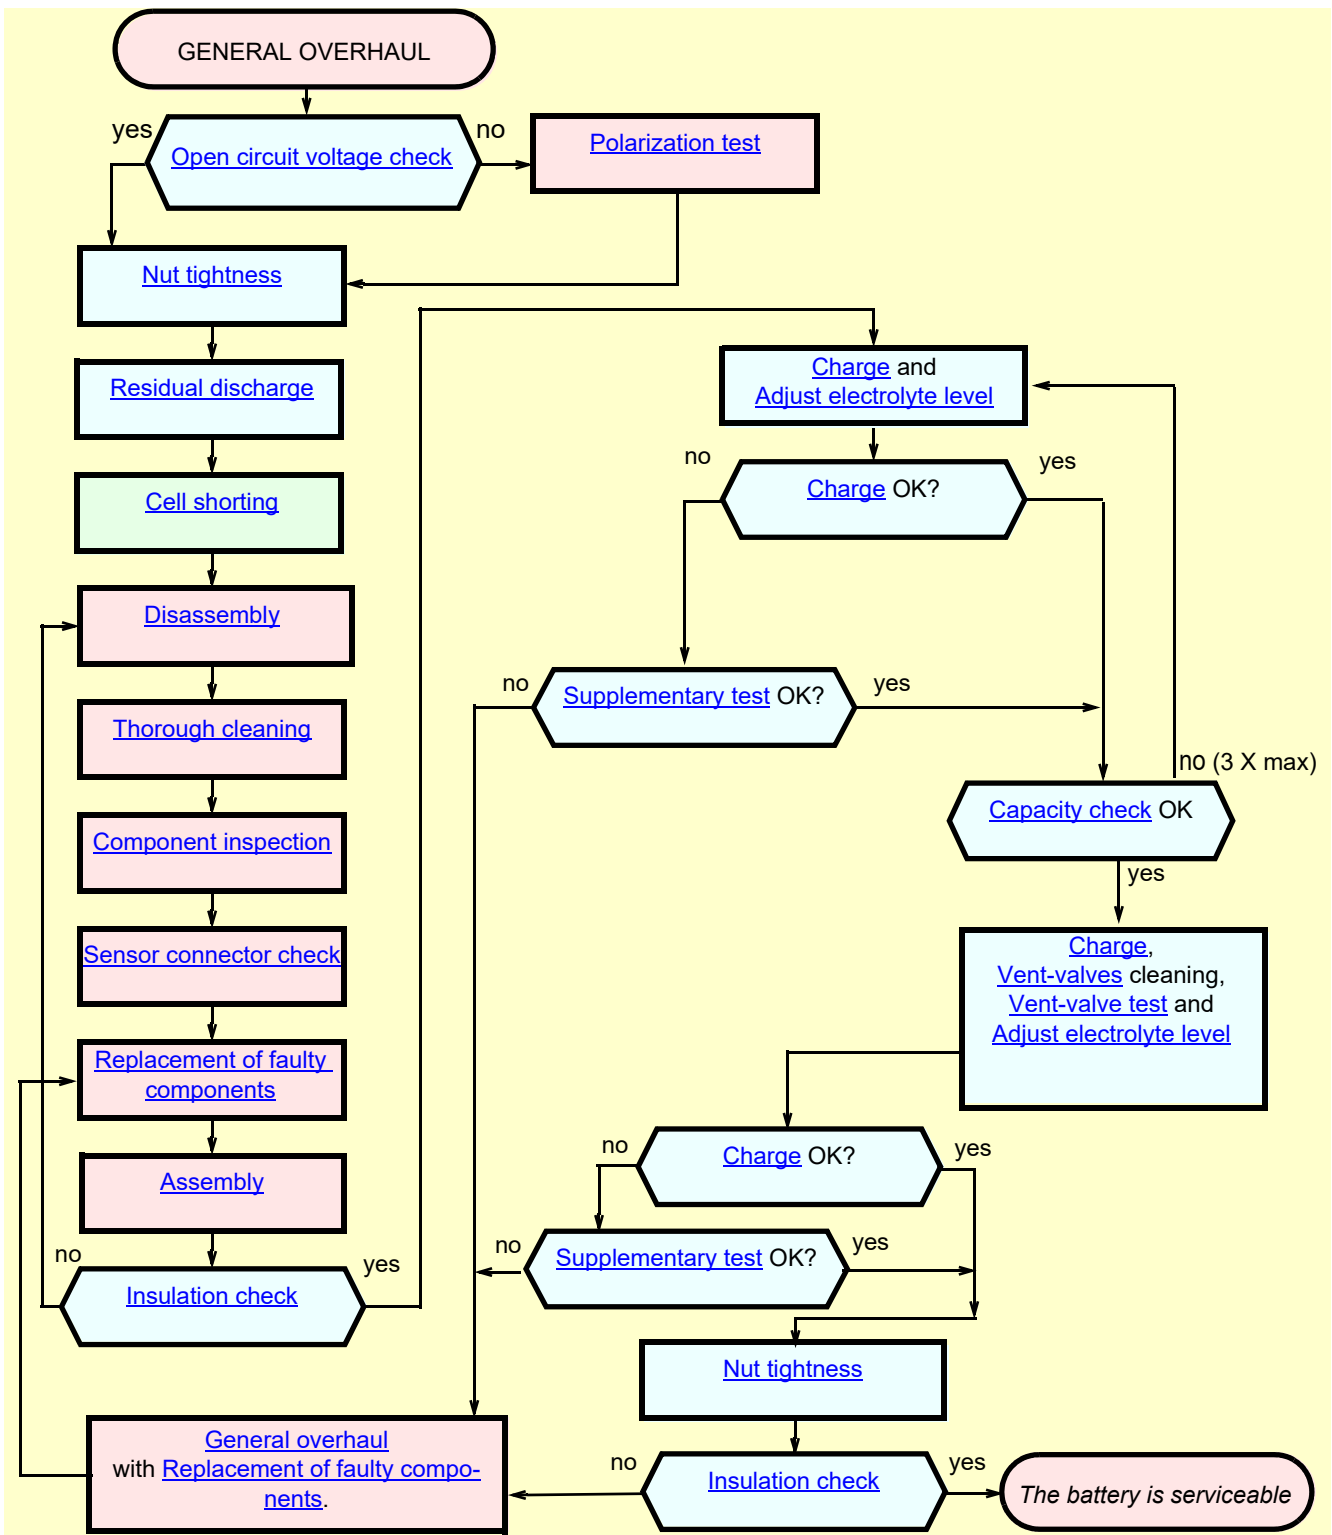 GENERAL OVERHAUL
yes
no
Open circuit voltage check
Polarization test
Nut tightness
Residual discharge
Cell shorting
Disassembly
Thorough cleaning
Component inspection
Sensor connector check
Replacement of faulty
components
Assembly
no
yes
Insulation check
Charge and
Adjust electrolyte level
no
yes
Charge OK?
no
Supplementary test OK?
yes
no (3 X max)
Capacity check OK
yes
Charge,
Vent-valves cleaning,
Vent-valve test and
Adjust electrolyte level
no
yes
Charge OK?
no
Supplementary test OK?
yes
Nut tightness
General overhaul
with Replacement of faulty compo-
nents.
no
Insulation check
yes
The battery is serviceable